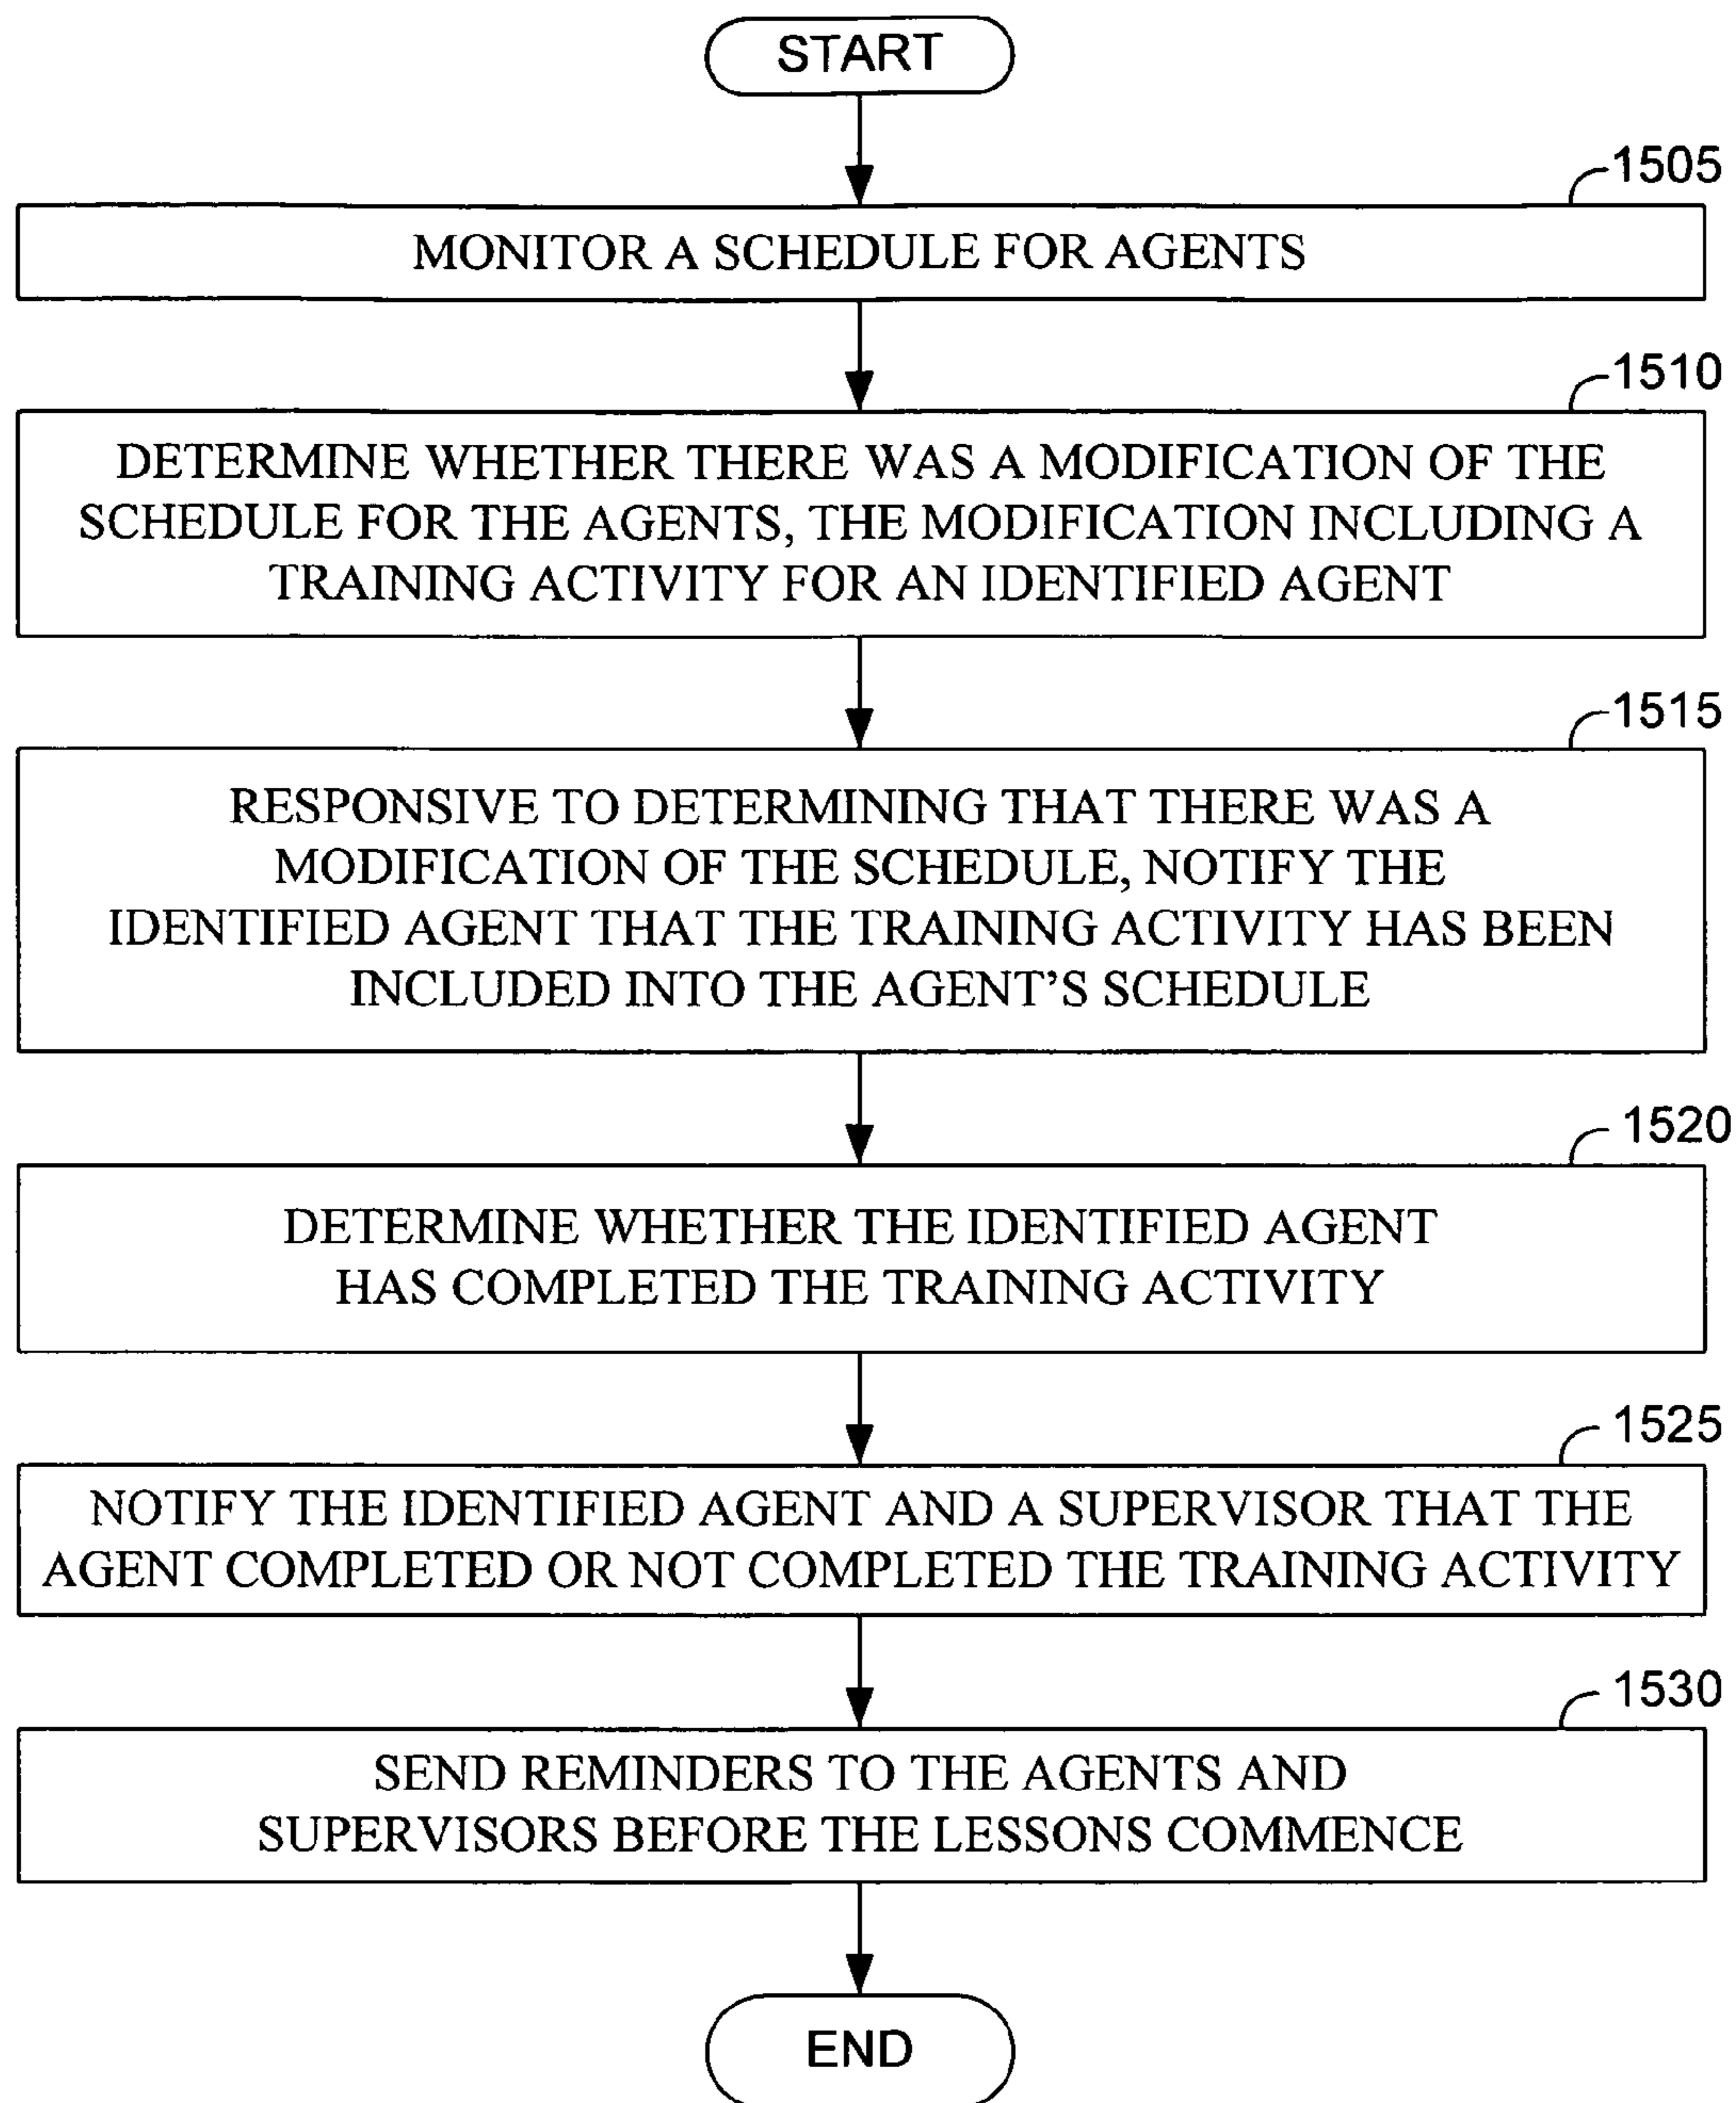 START
1505
MONITOR A SCHEDULE FOR AGENTS
1510
DETERMINE WHETHER THERE WAS A MODIFICATION OF THE
SCHEDULE FOR THE AGENTS, THE MODIFICATION INCLUDING A
TRAINING ACTIVITY FOR AN IDENTIFIED AGENT
1515
RESPONSIVE TO DETERMINING THAT THERE WAS A
MODIFICATION OF THE SCHEDULE, NOTIFY THE
IDENTIFIED AGENT THAT THE TRAINING ACTIVITY HAS BEEN
INCLUDED INTO THE AGENT’S SCHEDULE
1520
DETERMINE WHETHER THE IDENTIFIED AGENT
HAS COMPLETED THE TRAINING ACTIVITY
1525
NOTIFY THE IDENTIFIED AGENT AND A SUPERVISOR THAT THE
AGENT COMPLETED OR NOT COMPLETED THE TRAINING ACTIVITY
1530
SEND REMINDERS TO THE AGENTS AND
SUPERVISORS BEFORE THE LESSONS COMMENCE
END